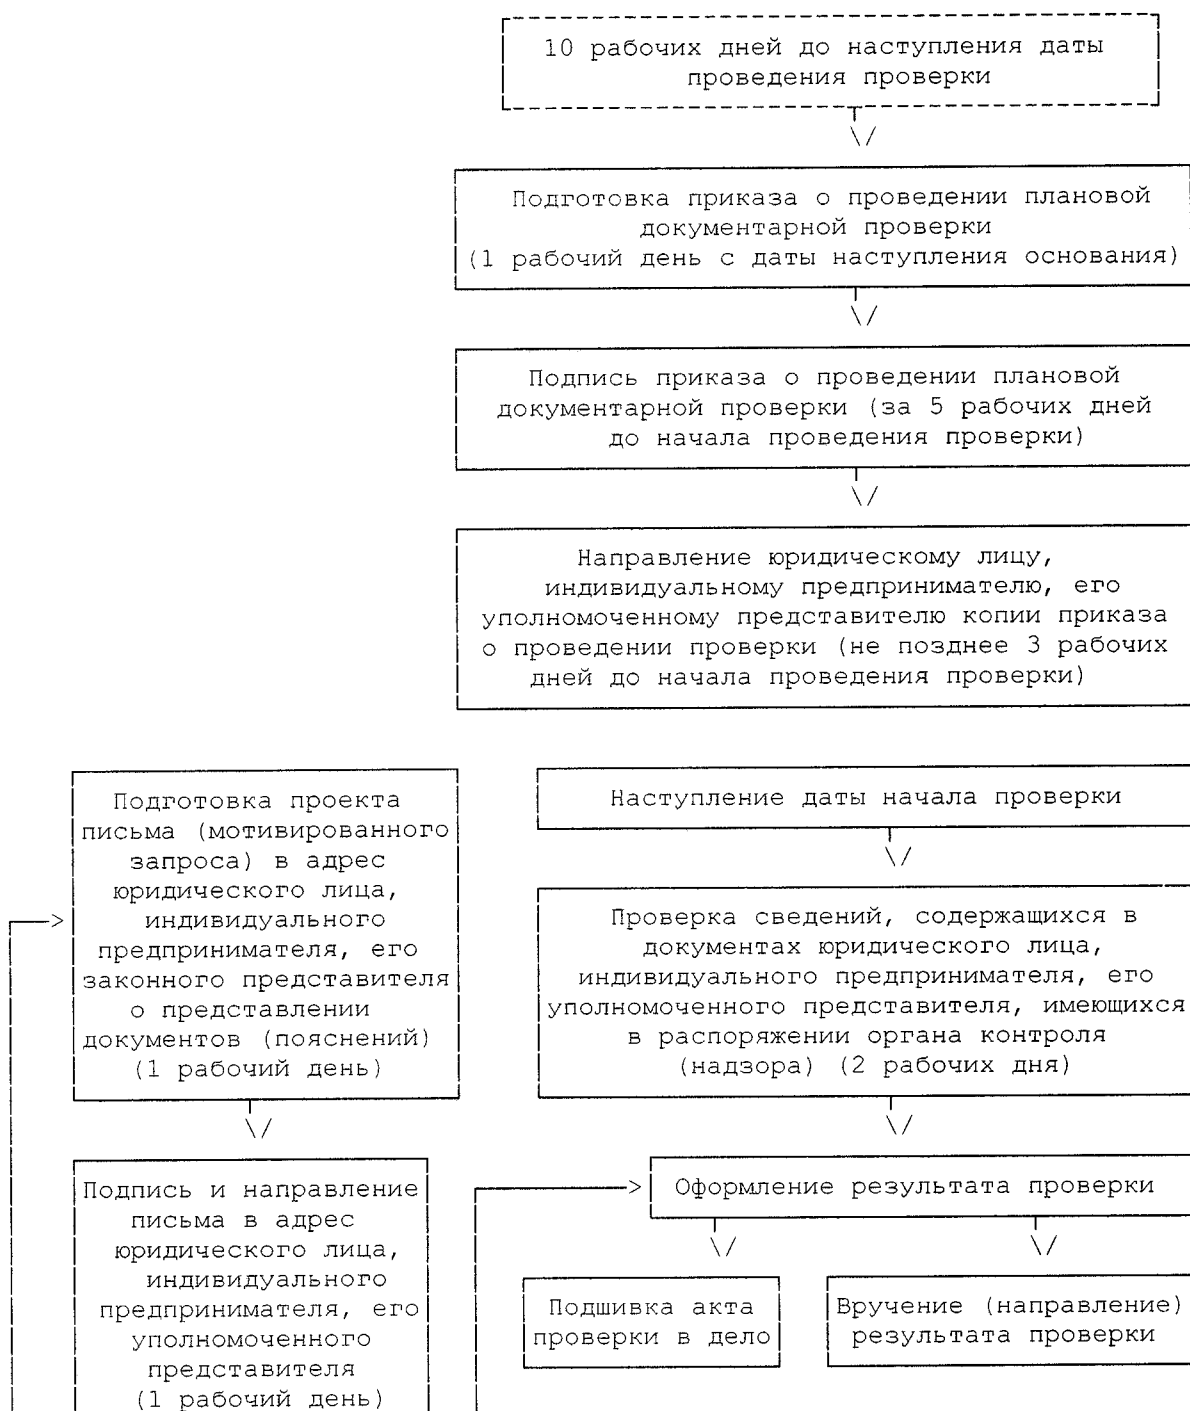 10 рабочих дней до наступления даты
проведения проверки
\/
Подготовка приказа о проведении плановой
документарной проверки
(1 рабочий день с даты наступления основания)
\/
Подпись приказа о проведении плановой
документарной проверки (за 5 рабочих дней
до начала проведения проверки)
\/
Направление юридическому лицу,
индивидуальному предпринимателю, его
уполномоченному представителю копии приказа
о проведении проверки (не позднее 3 рабочих
дней до начала проведения проверки)
Подготовка проекта
письма (мотивированного
запроса) в адрес
юридического лица,
индивидуального
предпринимателя, его
законного представителя
о представлении
документов (пояснений)
(1 рабочий день)
\/
Подпись и направление
письма в адрес
юридического лица,
индивидуального
предпринимателя, его
уполномоченного
представителя
(1 рабочий день)
Наступление даты начала проверки
\/
Проверка сведений, содержащихся в
документах юридического лица,
индивидуального предпринимателя, его
уполномоченного представителя, имеющихся
в распоряжении органа контроля
(надзора) (2 рабочих дня)
\/
Оформление результата проверки
\/ \/
Подшивка акта
проверки в дело
Вручение (направление)
результата проверки